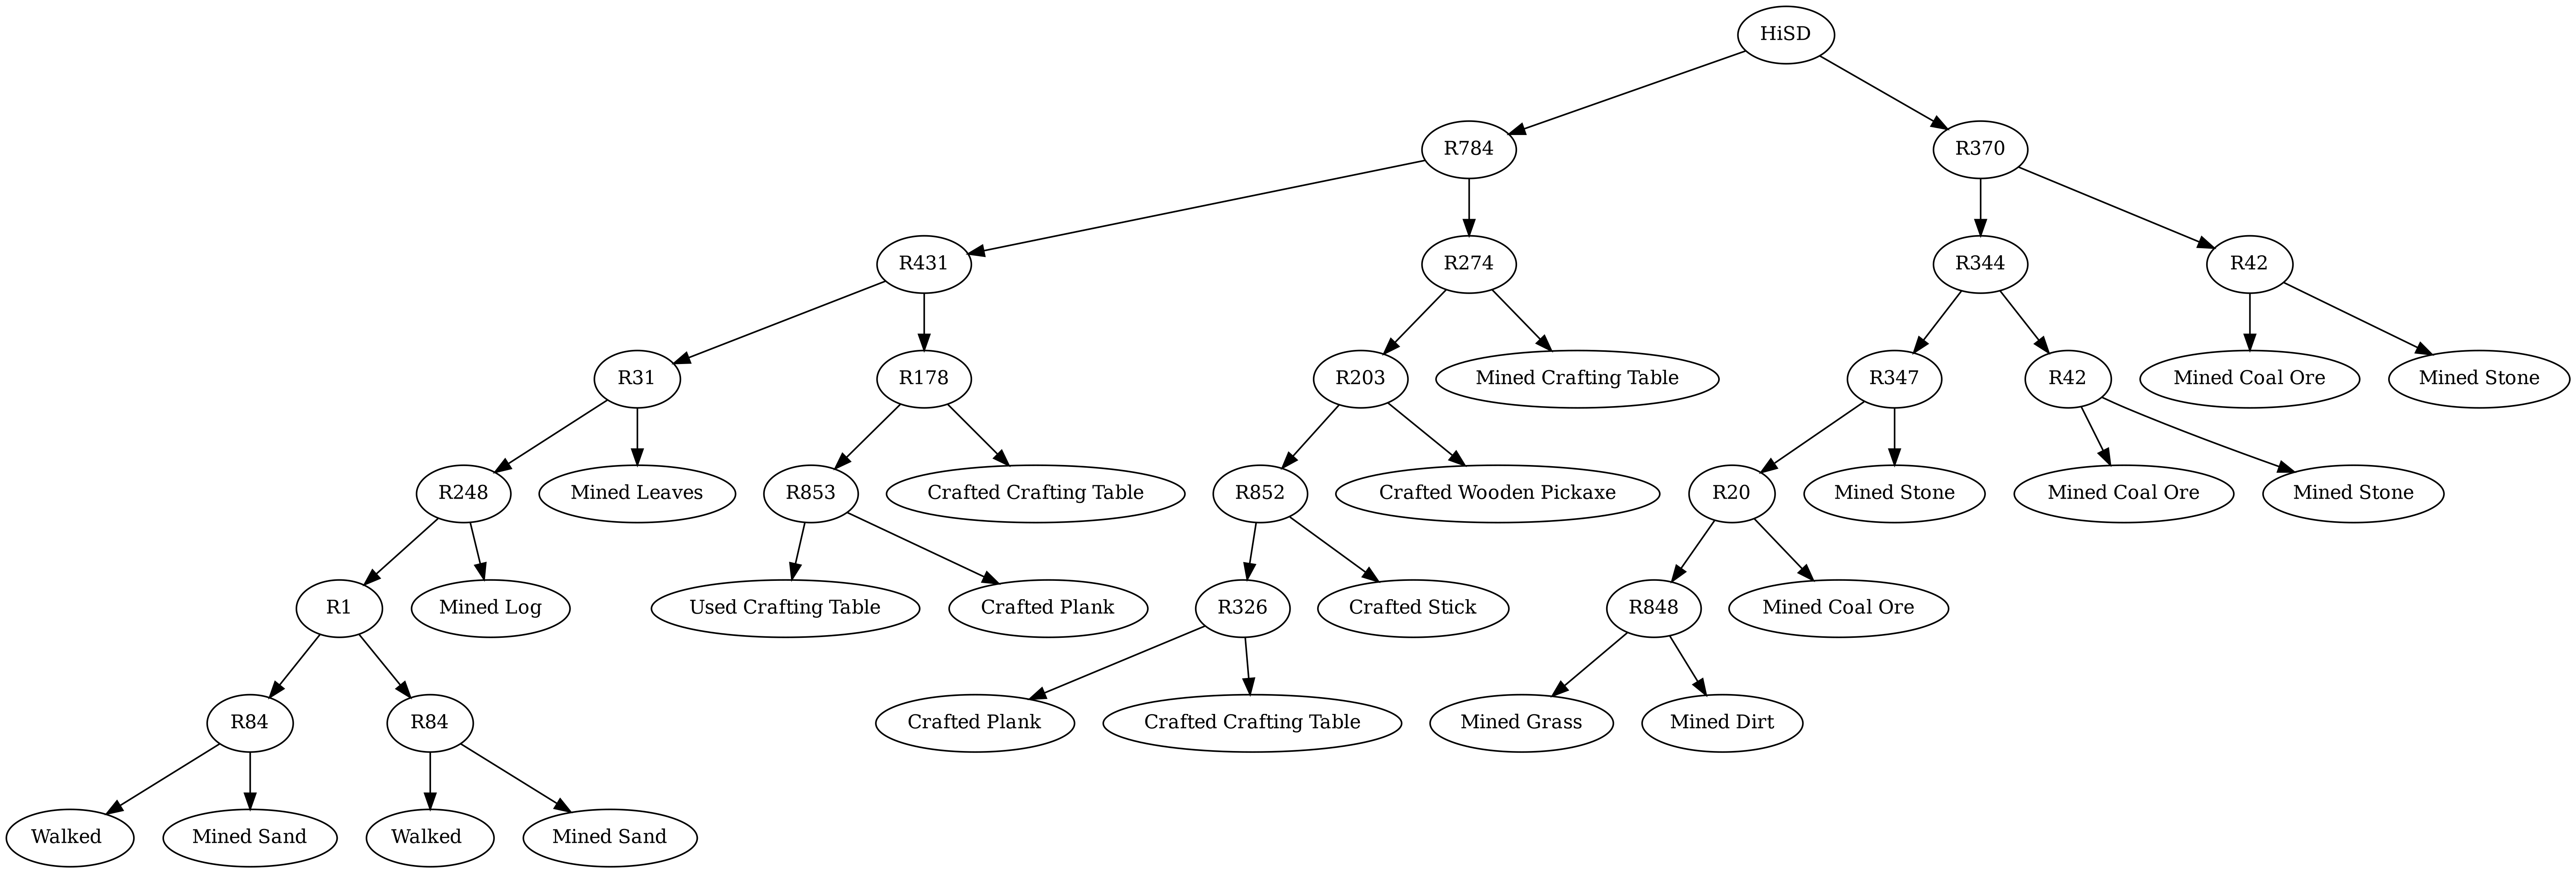 HiSD
R784
R370
R431
R274
R344
R42
R31
R178
R203
Mined Crafting Table
R347
R42
Mined Coal Ore
Mined Stone
R248
Mined Leaves
R853
Crafted Crafting Table
R852
Crafted Wooden Pickaxe
R20
Mined Stone
Mined Coal Ore
Mined Stone
R1
Mined Log
Used Crafting Table
Crafted Plank
R326
Crafted Stick
R848
Mined Coal Ore
R84
R84
Crafted Plank
Crafted Crafting Table
Mined Grass
Mined Dirt
Walked
Mined Sand
Walked
Mined Sand